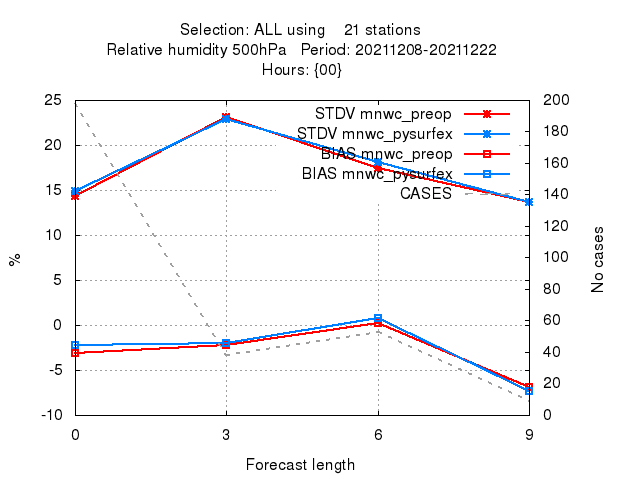 Selection: ALL using    21 stations
Relative humidity 500hPa   Period: 20211208-20211222
Hours: {00}
25
20
15
10
5
0
-5
-10
%
200
180
160
140
120
100
80
60
40
20
0
No cases
STDV mnwc_preop
STDV mnwc_pysurfex
BIAS mnwc_preop
BIAS mnwc_pysurfex
CASES
0
3
6
9
Forecast length